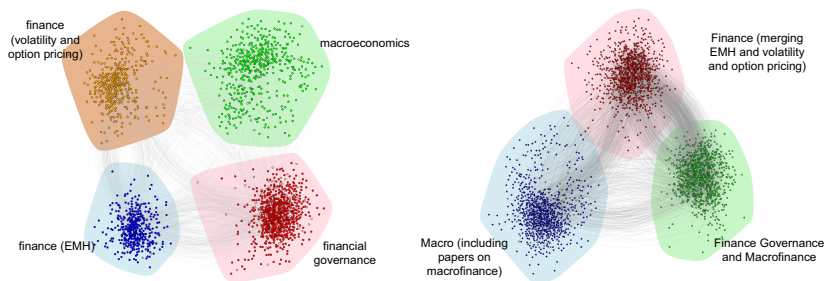 finance
(volatility and
option pricing)
macroeconomics
finance (EMH)
financial
governance
Finance (merging
EMH and volatility
and option pricing)
Macro (including
papers on
macrofinance)
Finance Governance
and Macrofinance